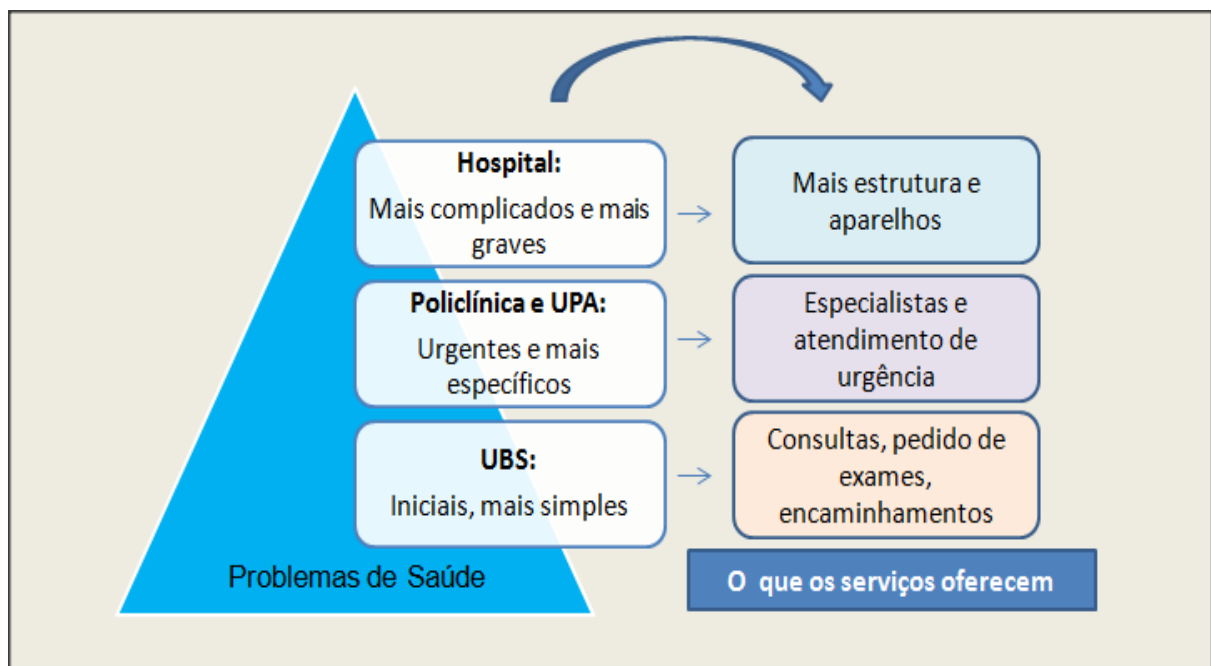 Hospital:
Mais complicados e mais
graves
Mais estrutura e
aparelhos
Policlínica e UPA:
Urgentes e mais
específicos
Especialistas e
atendimento de
urgência
UBS:
Iniciais, mais simples
Consultas, pedido de
exames,
encaminhamentos
Problemas de Saúde
O que os serviços oferecem